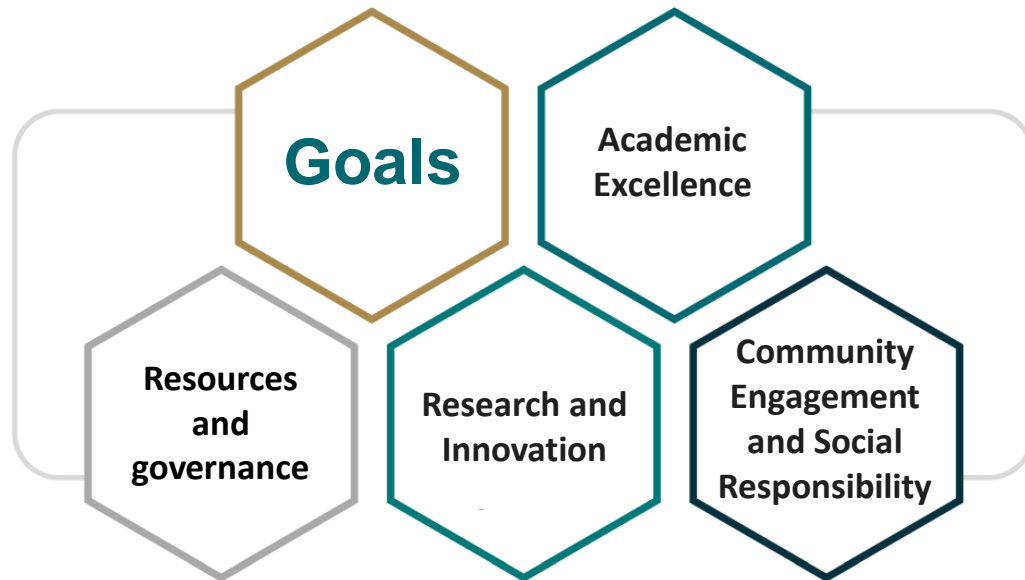 Goals
Academic
Excellence
Resources
and
governance
Research and
Innovation
Community
Engagement
and Social
Responsibility